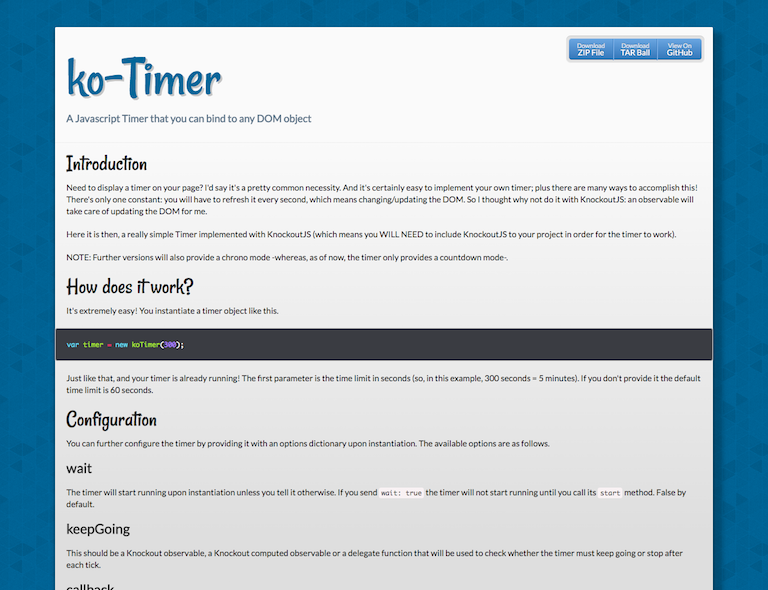 Download
ZIP File
Download
TAR Ball
View On
GitHub
ko-Timer
A Javascript Timer that you can bind to any DOM object
Introduction
Need to display a timer on your page? I'd say it's a pretty common necessity. And it's certainly easy to implement your own timer; plus there are many ways to accomplish this!
There's only one constant: you will have to refresh it every second, which means changing/updating the DOM. So I thought why not do it with KnockoutJS: an observable will
take care of updating the DOM for me.
Here it is then, a really simple Timer implemented with KnockoutJS (which means you WILL NEED to include KnockoutJS to your project in order for the timer to work).
NOTE: Further versions will also provide a chrono mode -whereas, as of now, the timer only provides a countdown mode-.
How does it work?
It's extremely easy! You instantiate a timer object like this.
var timer = new koTimer(300);
Just like that, and your timer is already running! The first parameter is the time limit in seconds (so, in this example, 300 seconds = 5 minutes). If you don't provide it the default
time limit is 60 seconds.
Configuration
You can further configure the timer by providing it with an options dictionary upon instantiation. The available options are as follows.
wait
The timer will start running upon instantiation unless you tell it otherwise. If you send wait: true the timer will not start running until you call its start method. False by
default.
keepGoing
This should be a Knockout observable, a Knockout computed observable or a delegate function that will be used to check whether the timer must keep going or stop after
each tick.
callback